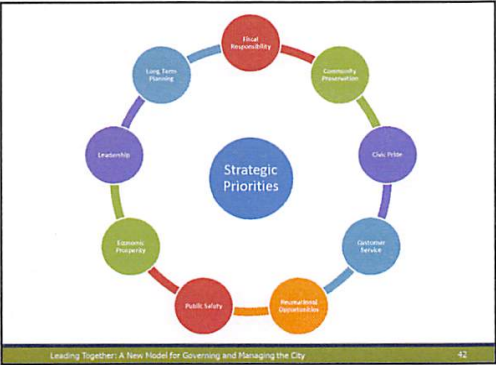 Fiscal
Responsibility
Community
Preservation
Civic Pride
Customer
Service
Recreational
Opportunities
Public Safety
Economic
Prosperity
Leadership
Long Term
Planning
Strategic
Priorities
Leading Together: A New Model for Governing and Managing the City
42